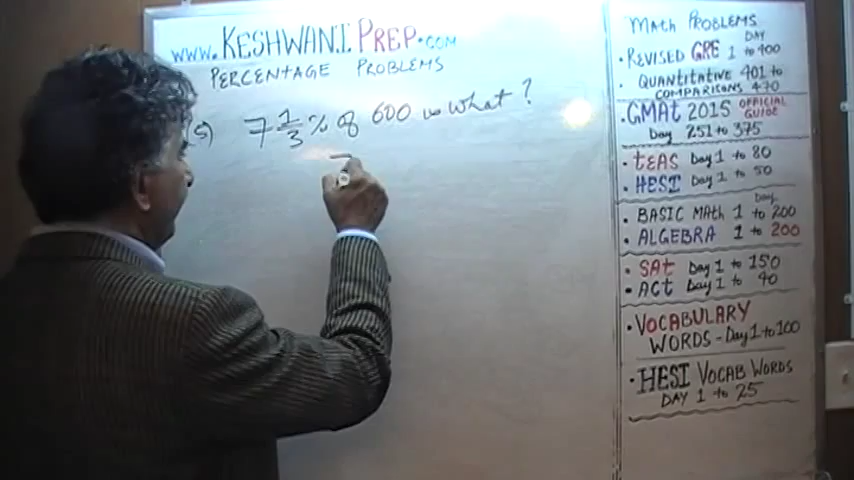 www.KESHWANI PREP.COM
PERCENTAGE PROBLEMS
(5) 7 1/3 % of 600 is what ?
MATH PROBLEMS
DAY
• REVISED GRE 1 to 400
• QUANTITATIVE 401 to
COMPARISONS 470
• GMAt 2015 OFFICIAL GUIDE
Day 251 to 375
• tEAS Day 1 to 80
• HESI Day 1 to 50
Day
• BASIC MAtH 1 to 200
• ALGEBRA 1 to 200
• SAt Day 1 to 150
• ACt Day 1 to 40
• VOCABULARY
WORDS - Day 1 to 100
• HESI VOCAB WORDS
DAY 1 to 25